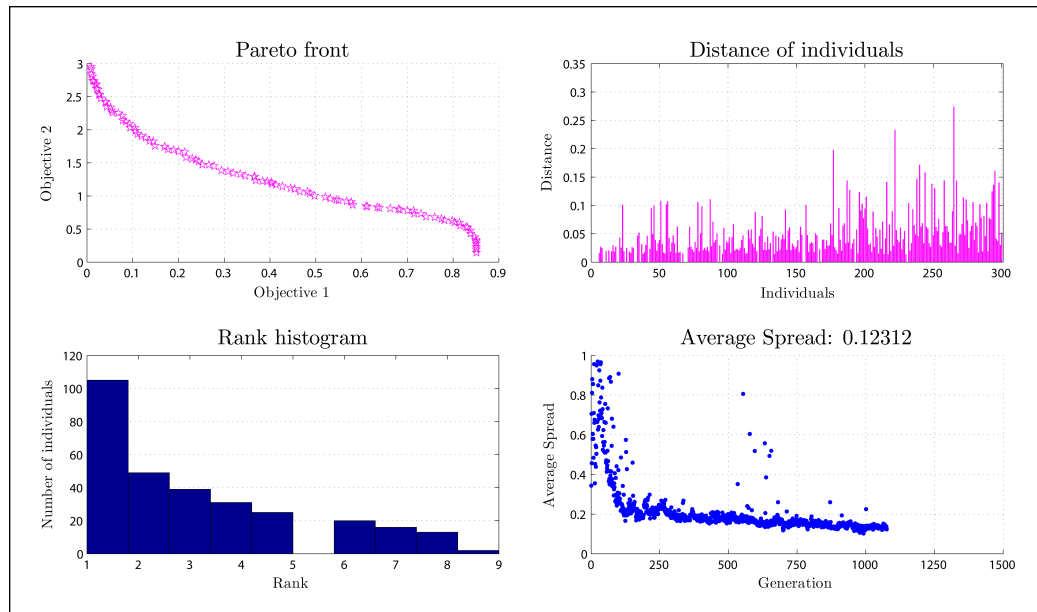 Pareto front
3
2.5
2
1.5
1
0.5
0
Objective 2
0 0.1 0.2 0.3 0.4 0.5 0.6 0.7 0.8 0.9
Objective 1
Distance of individuals
0.35
0.3
0.25
0.2
0.15
0.1
0.05
0
Distance
50 100 150 200 250 300
Individuals
Rank histogram
120
100
80
60
40
20
0
Number of individuals
1 2 3 4 5 6 7 8 9
Rank
Average Spread: 0.12312
1
0.8
0.6
0.4
0.2
0
Average Spread
0 250 500 750 1000 1250 1500
Generation